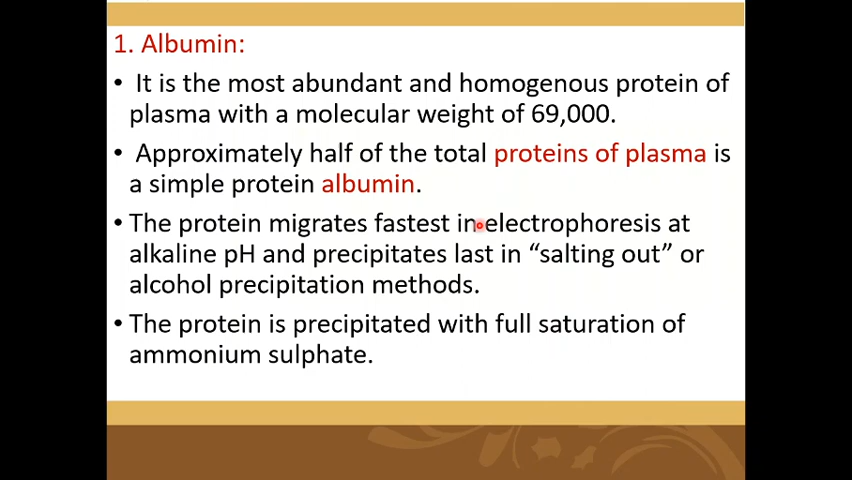 1. Albumin:
• It is the most abundant and homogenous protein of
plasma with a molecular weight of 69,000.
• Approximately half of the total proteins of plasma is
a simple protein albumin.
• The protein migrates fastest in electrophoresis at
alkaline pH and precipitates last in “salting out” or
alcohol precipitation methods.
• The protein is precipitated with full saturation of
ammonium sulphate.